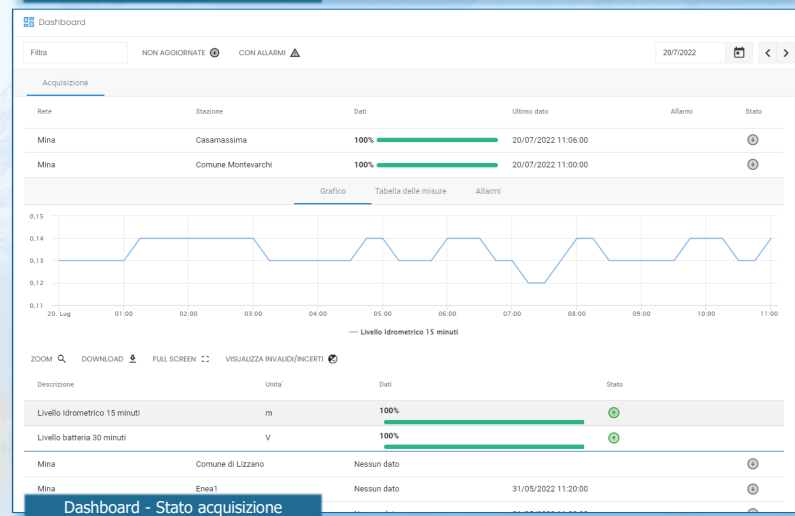 Dashboard
Filtra NON AGGIORNATE CON ALLARMI 20/7/2022
Acquisizione
Rete Stazione Dati Ultimo dato Allarmi Stato
Mina Casamassima 100% 20/07/2022 11:06:00
Mina Comune Montevarchi 100% 20/07/2022 11:00:00
Grafico Tabella delle misure Allarmi
0,15
0,14
0,13
0,12
0,11
20. Lug 01:00 02:00 03:00 04:00 05:00 06:00 07:00 08:00 09:00 10:00 11:00
Livello Idrometrico 15 minuti
ZOOM DOWNLOAD FULL SCREEN VISUALIZZA INVALIDI/INCERTI
Descrizione Unita' Dati Stato
Livello Idrometrico 15 minuti m 100%
Livello batteria 30 minuti V 100%
Mina Comune di Lizzano Nessun dato
Mina Enea1 Nessun dato 31/05/2022 11:20:00
Dashboard - Stato acquisizione